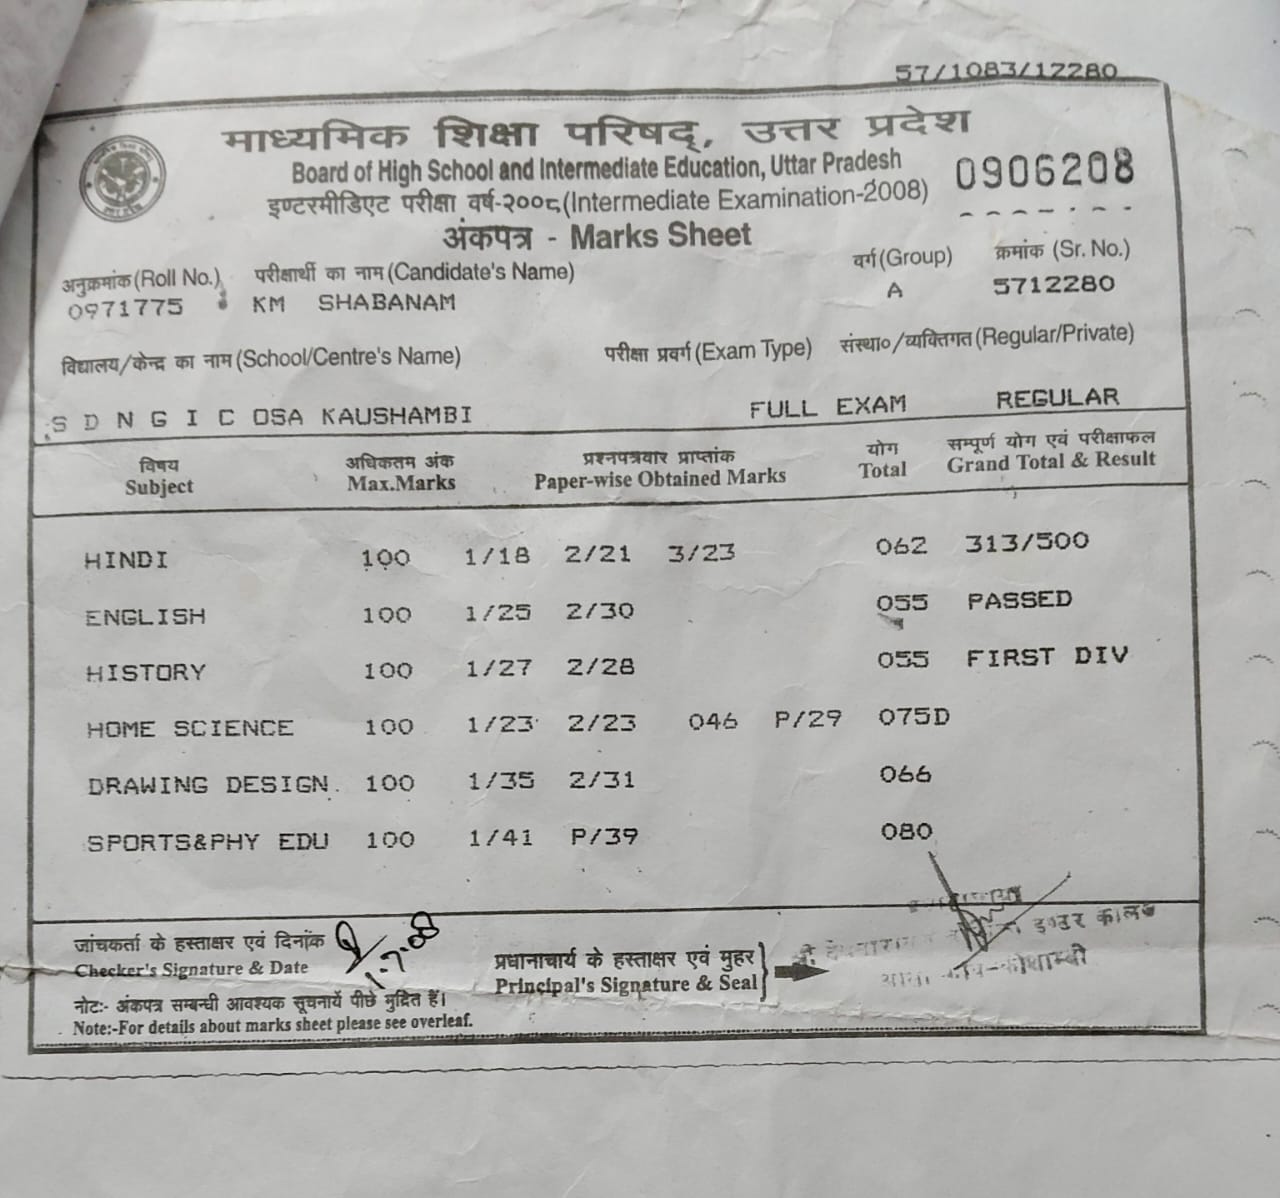 57/1083/12280
माध्यमिक शिक्षा परिषद्, उत्तर प्रदेश
Board of High School and Intermediate Education, Uttar Pradesh
0906208
इण्टरमीडिएट परीक्षा वर्ष-२००८ (Intermediate Examination-2008)
अंकपत्र - Marks Sheet
अनुक्रमांक (Roll No.) परीक्षार्थी का नाम (Candidate's Name) वर्ग (Group) क्रमांक (Sr. No.)
0971775 KM SHABANAM A 5712280
विद्यालय/केन्द्र का नाम (School/Centre's Name) परीक्षा प्रवर्ग (Exam Type) संस्था०/व्यक्तिगत (Regular/Private)
S D N G I C OSA KAUSHAMBI FULL EXAM REGULAR
विषय अधिकतम अंक प्रश्नपत्रवार प्राप्तांक योग सम्पूर्ण योग एवं परीक्षाफल
Subject Max.Marks Paper-wise Obtained Marks Total Grand Total & Result
HINDI 100 1/18 2/21 3/23 062 313/500
ENGLISH 100 1/25 2/30 055 PASSED
HISTORY 100 1/27 2/28 055 FIRST DIV
HOME SCIENCE 100 1/23 2/23 046 P/29 075D
DRAWING DESIGN. 100 1/35 2/31 066
SPORTS&PHY EDU 100 1/41 P/39 080
जांचकर्ता के हस्ताक्षर एवं दिनांक
Checker's Signature & Date
1-7-08
प्रधानाचार्य के हस्ताक्षर एवं मुहर
Principal's Signature & Seal
इण्टर कालेज
नोटः- अंकपत्र सम्बन्धी आवश्यक सूचनायें पीछे मुद्रित हैं।
Note:-For details about marks sheet please see overleaf.